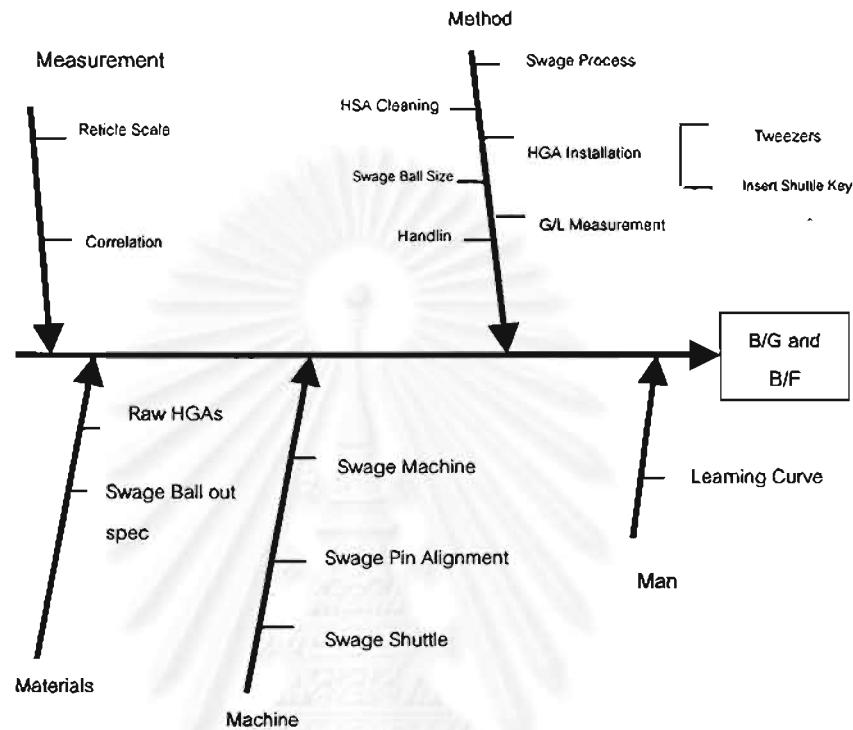 Method
Measurement
Swage Process
HSA Cleaning
Reticle Scale
HGA Installation
Tweezers
Swage Ball Size
Insert Shuttle Key
G/L Measurement
Handlin
Correlation
B/G and
B/F
Raw HGAs
Swage Machine
Learning Curve
Swage Ball out
spec
Swage Pin Alignment
Man
Swage Shuttle
Materials
Machine